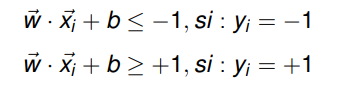 w⃗ · x⃗ᵢ + b ≤ −1, si : yᵢ = −1
w⃗ · x⃗ᵢ + b ≥ +1, si : yᵢ = +1